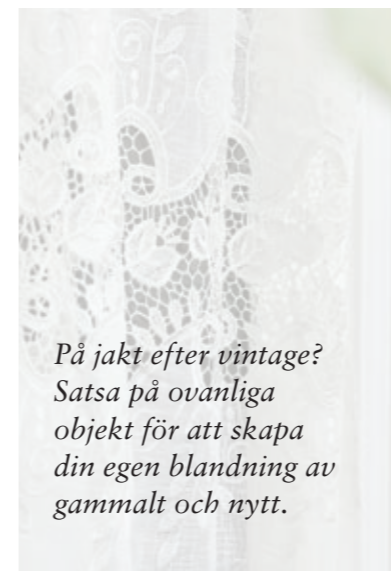 På jakt efter vintage?
Satsa på ovanliga
objekt för att skapa
din egen blandning av
gammalt och nytt.